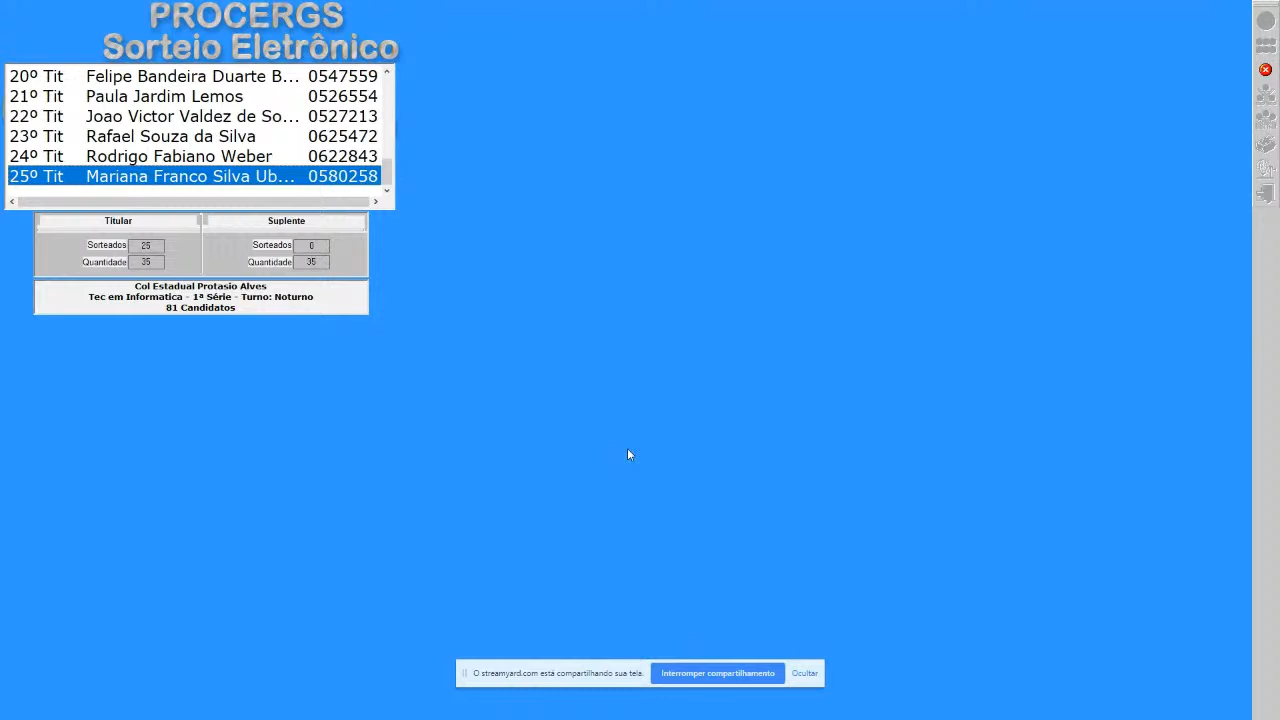 PROCERGS
Sorteio Eletrônico
20º Tit Felipe Bandeira Duarte B... 0547559
21º Tit Paula Jardim Lemos 0526554
22º Tit Joao Victor Valdez de So... 0527213
23º Tit Rafael Souza da Silva 0625472
24º Tit Rodrigo Fabiano Weber 0622843
25º Tit Mariana Franco Silva Ub... 0580258
Titular Suplente
Sorteados 25 Sorteados 0
Quantidade 35 Quantidade 35
Col Estadual Protasio Alves
Tec em Informatica - 1ª Série - Turno: Noturno
81 Candidatos
O streamyard.com está compartilhando sua tela. Interromper compartilhamento Ocultar